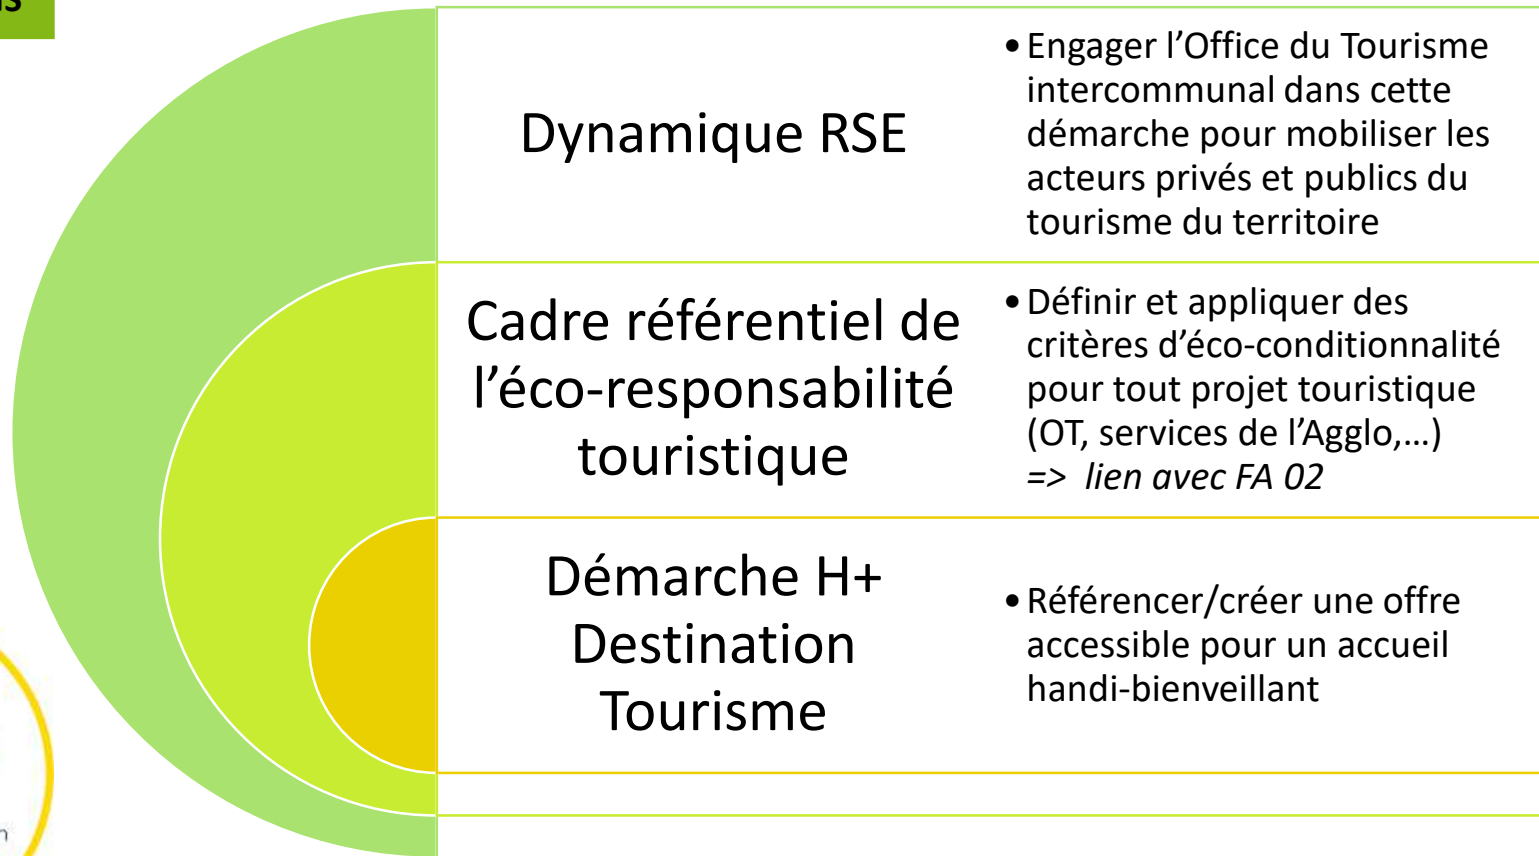 Dynamique RSE
•Engager l’Office du Tourisme
intercommunal dans cette
démarche pour mobiliser les
acteurs privés et publics du
tourisme du territoire
Cadre référentiel de
l’éco-responsabilité
touristique
•Définir et appliquer des
critères d’éco-conditionnalité
pour tout projet touristique
(OT, services de l’Agglo,…)
=> lien avec FA 02
Démarche H+
Destination
Tourisme
•Référencer/créer une offre
accessible pour un accueil
handi-bienveillant